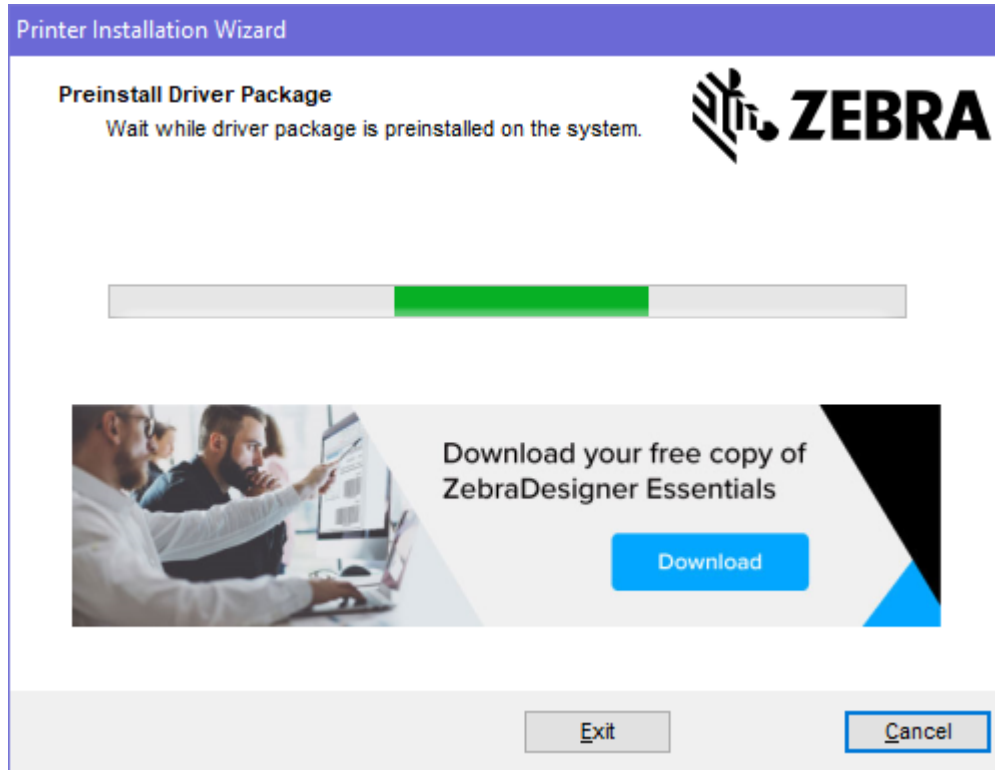 Printer Installation Wizard
Preinstall Driver Package
Wait while driver package is preinstalled on the system.
ZEBRA
Download your free copy of
ZebraDesigner Essentials
Download
Exit
Cancel